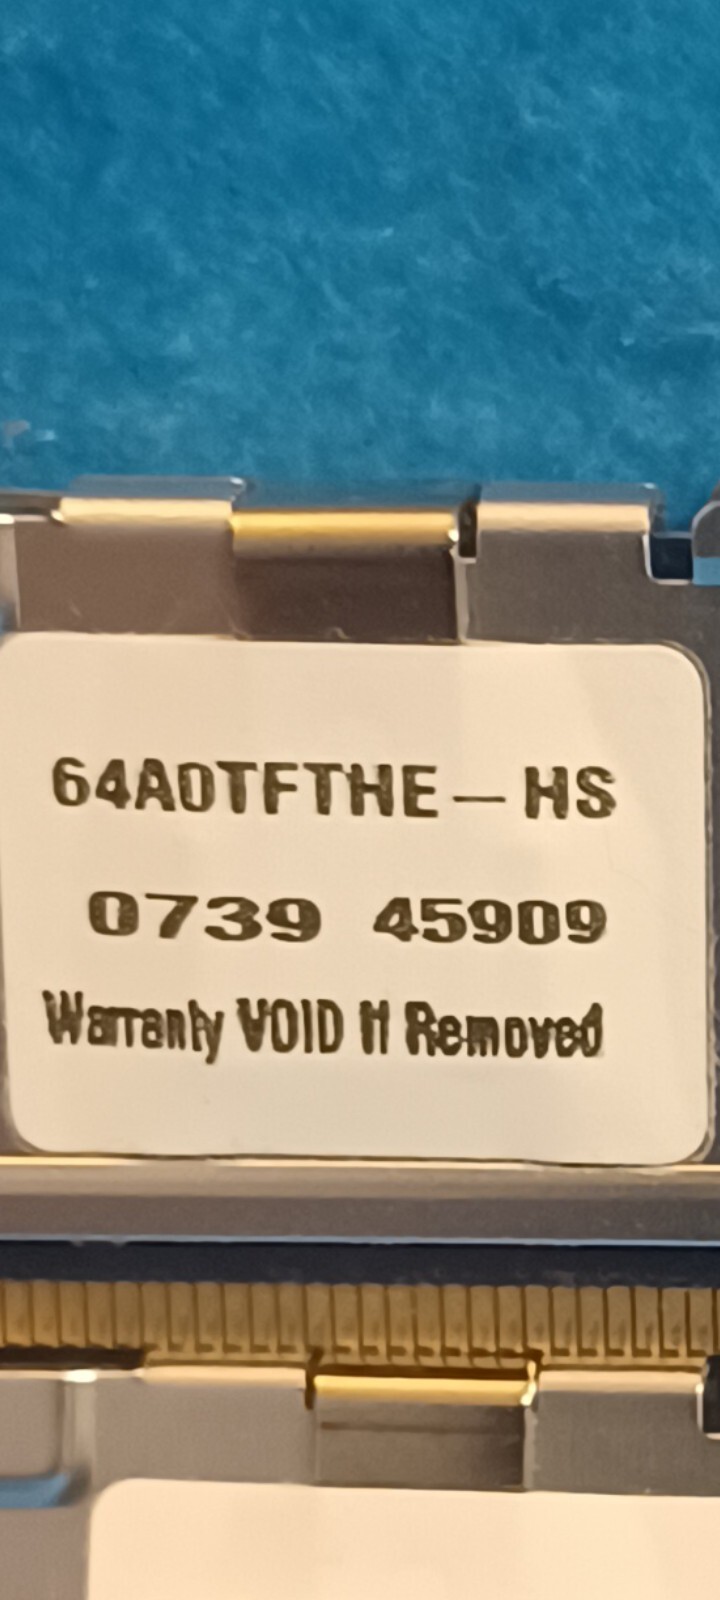 64A0TFTHE-HS
0739 45909
Warranty VOID If Removed